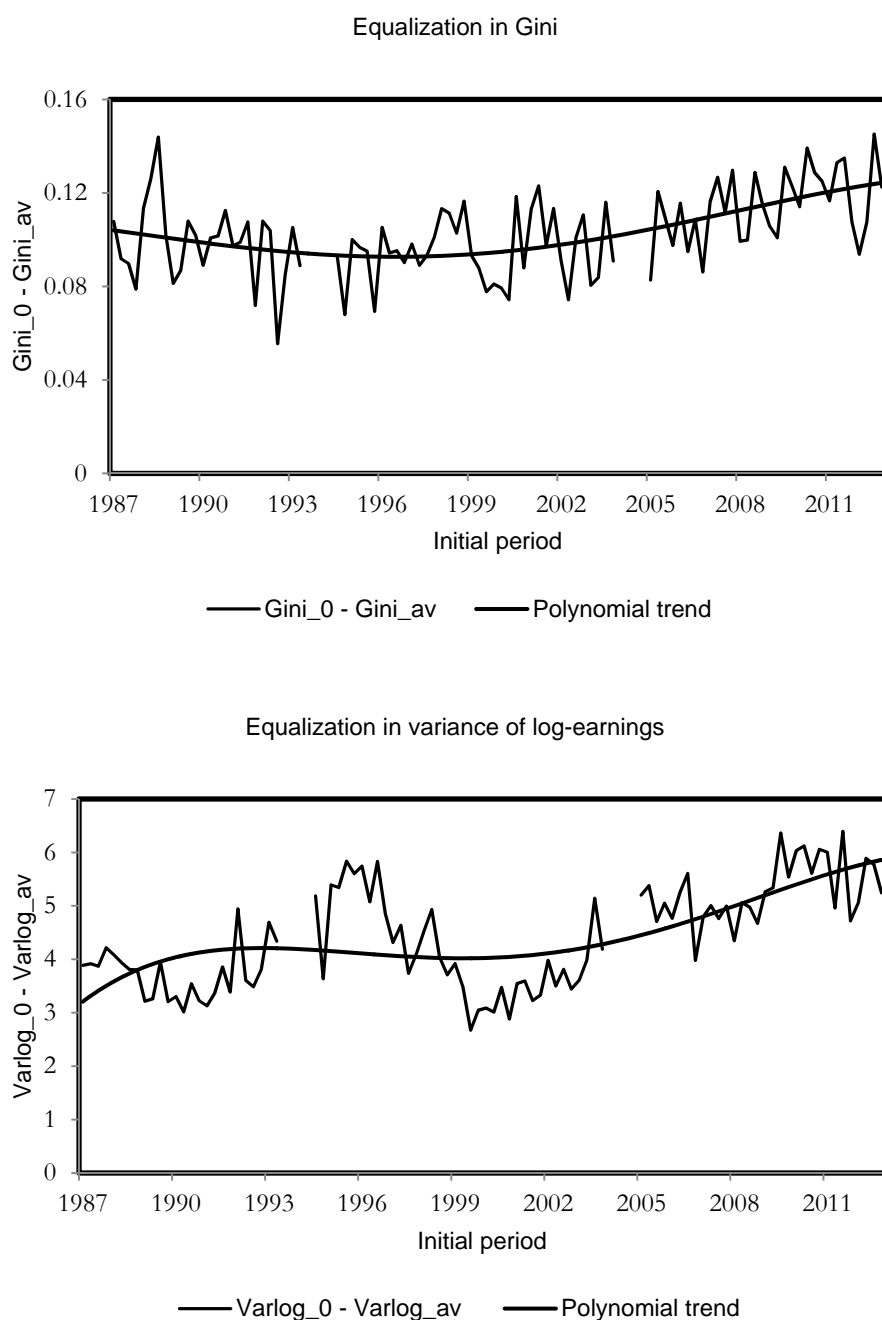 Equalization in Gini
0.16
0.12
0.08
0.04
0
Gini_0 - Gini_av
1987 1990 1993 1996 1999 2002 2005 2008 2011
Initial period
Gini_0 - Gini_av Polynomial trend
Equalization in variance of log-earnings
7
6
5
4
3
2
1
0
Varlog_0 - Varlog_av
1987 1990 1993 1996 1999 2002 2005 2008 2011
Initial period
Varlog_0 - Varlog_av Polynomial trend